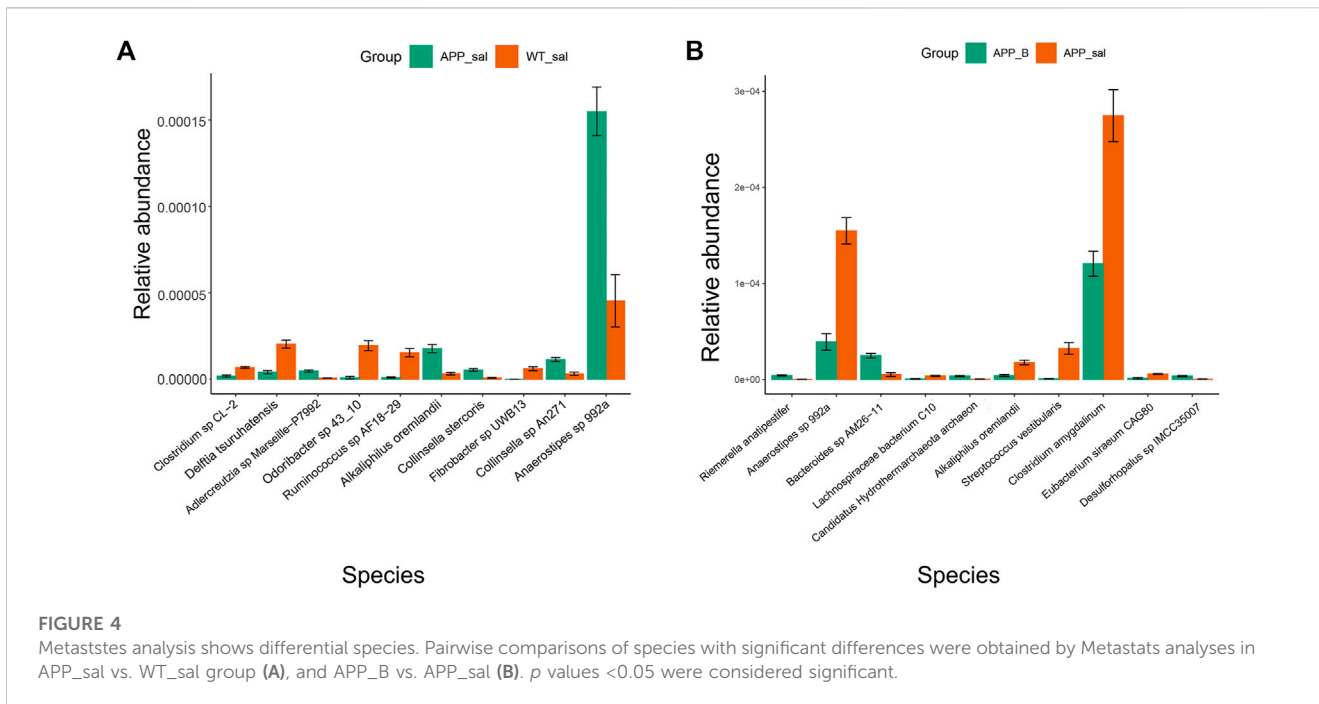 A
Group APP_sal WT_sal
Relative abundance
0.00015
0.00010
0.00005
0.00000
Clostridium sp CL-2
Delftia tsuruhatensis
Adlercreutzia sp Marseille-P7992
Odoribacter sp 43_10
Ruminococcus sp AF18-29
Alkaliphilus oremlandii
Collinsella stercoris
Fibrobacter sp UWB13
Collinsella sp An271
Anaerostipes sp 992a
Species
B
Group APP_B APP_sal
Relative abundance
3e-04
2e-04
1e-04
0e+00
Riemerella anatipestifer
Anaerostipes sp 992a
Bacteroides sp AM26-11
Lachnospiraceae bacterium C10
Candidatus Hydrothermarchaeota archaeon
Alkaliphilus oremlandii
Streptococcus vestibularis
Clostridium amygdalinum
Eubacterium siraeum CAG80
Desulforhopalus sp IMCC35007
Species
FIGURE 4
Metaststes analysis shows differential species. Pairwise comparisons of species with significant differences were obtained by Metastats analyses in
APP_sal vs. WT_sal group (A), and APP_B vs. APP_sal (B). p values <0.05 were considered significant.